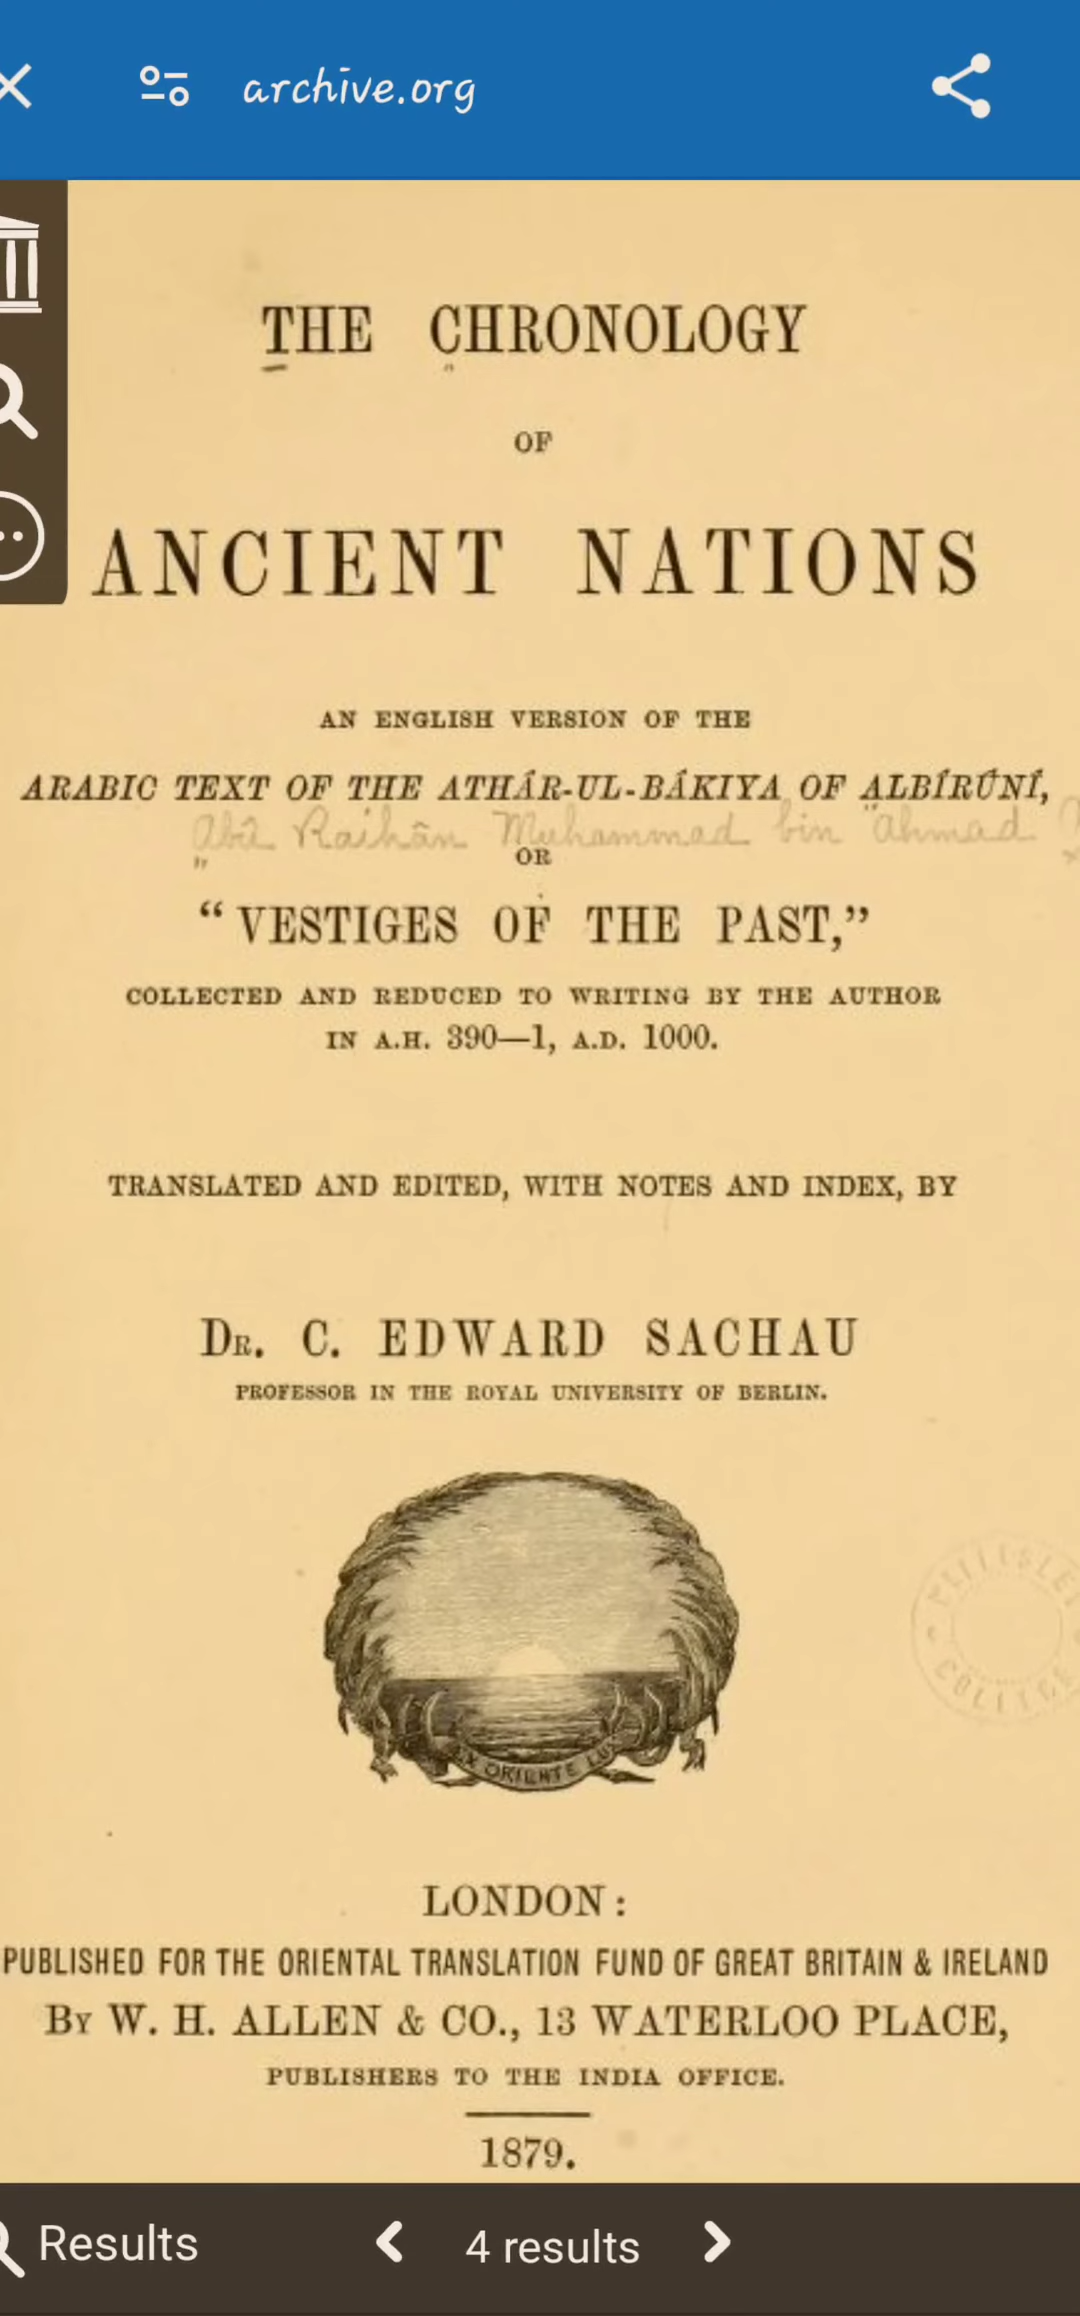 archive.org
THE CHRONOLOGY
OF
ANCIENT NATIONS
AN ENGLISH VERSION OF THE
ARABIC TEXT OF THE ATHÂR-UL-BÂKIYA OF ALBÎRÛNÎ,
Abû Raihân Muhammad bin Ahmad
OR
“VESTIGES OF THE PAST,”
COLLECTED AND REDUCED TO WRITING BY THE AUTHOR
IN A.H. 390—1, A.D. 1000.
TRANSLATED AND EDITED, WITH NOTES AND INDEX, BY
DR. C. EDWARD SACHAU
PROFESSOR IN THE ROYAL UNIVERSITY OF BERLIN.
EX ORIENTE LUX
COLLEGE
LONDON:
PUBLISHED FOR THE ORIENTAL TRANSLATION FUND OF GREAT BRITAIN & IRELAND
BY W. H. ALLEN & CO., 13 WATERLOO PLACE,
PUBLISHERS TO THE INDIA OFFICE.
1879.
Results 4 results